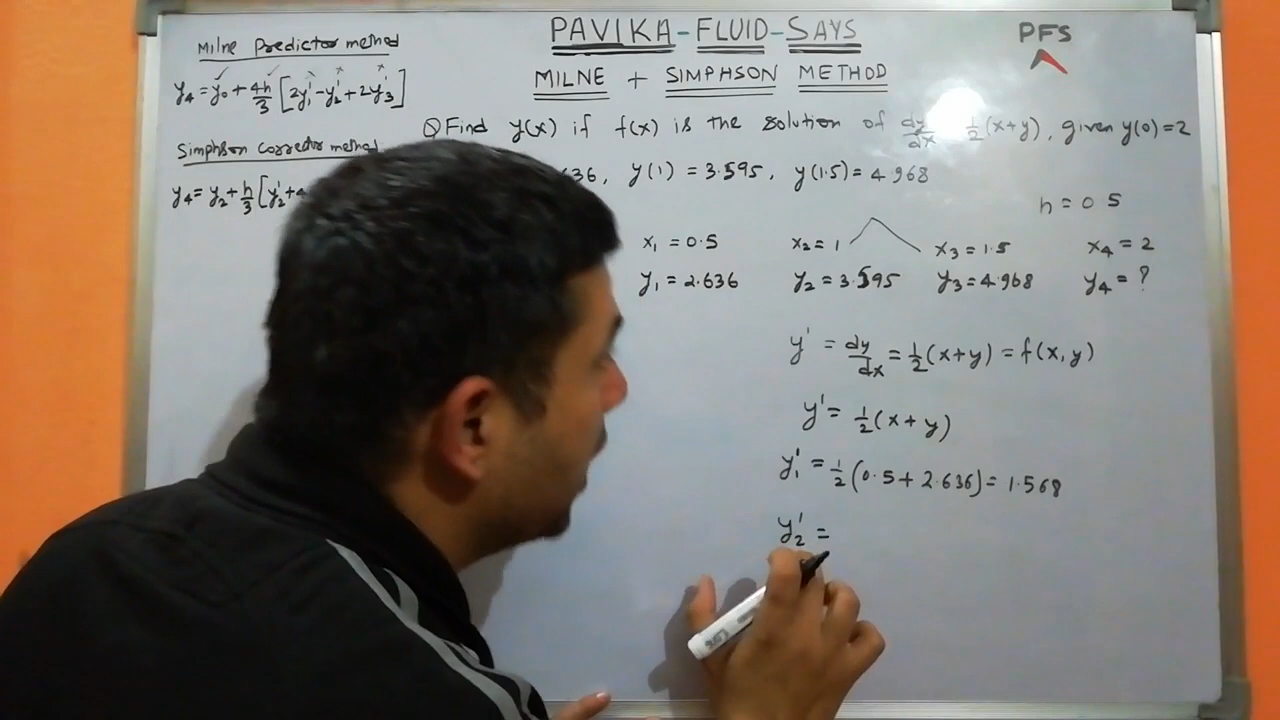 PAVIKA-FLUID-SAYS
PFS
MILNE + SIMPHSON METHOD
Milne Predictor method
y₄ = y₀ + 4h/3 [2y₁' - y₂' + 2y₃']
Simphson corrector method
y₄ = y₂ + h/3 [y₂' + 4
Q Find y(x) if f(x) is the solution of dy/dx 1/2(x+y), given y(0)=2
636, y(1) = 3.595, y(1.5) = 4.968
h = 0.5
x₁ = 0.5 x₂ = 1 x₃ = 1.5 x₄ = 2
y₁ = 2.636 y₂ = 3.595 y₃ = 4.968 y₄ = ?
y' = dy/dx = 1/2(x+y) = f(x,y)
y' = 1/2(x+y)
y₁' = 1/2(0.5+2.636) = 1.568
y₂' =